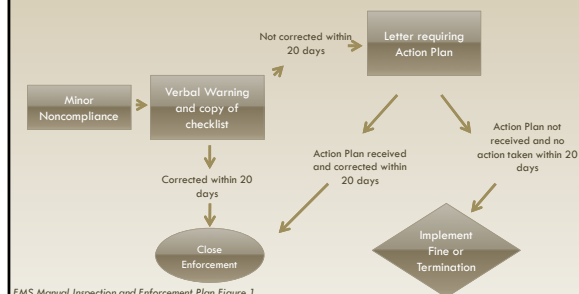 Not corrected within
20 days
Letter requiring
Action Plan
Minor
Noncompliance
Verbal Warning
and copy of
checklist
Corrected within 20
days
Action Plan received
and corrected within
20 days
Action Plan not
received and no
action taken within 20
days
Close
Enforcement
Implement
Fine or
Termination
EMS Manual Inspection and Enforcement Plan Figure 1